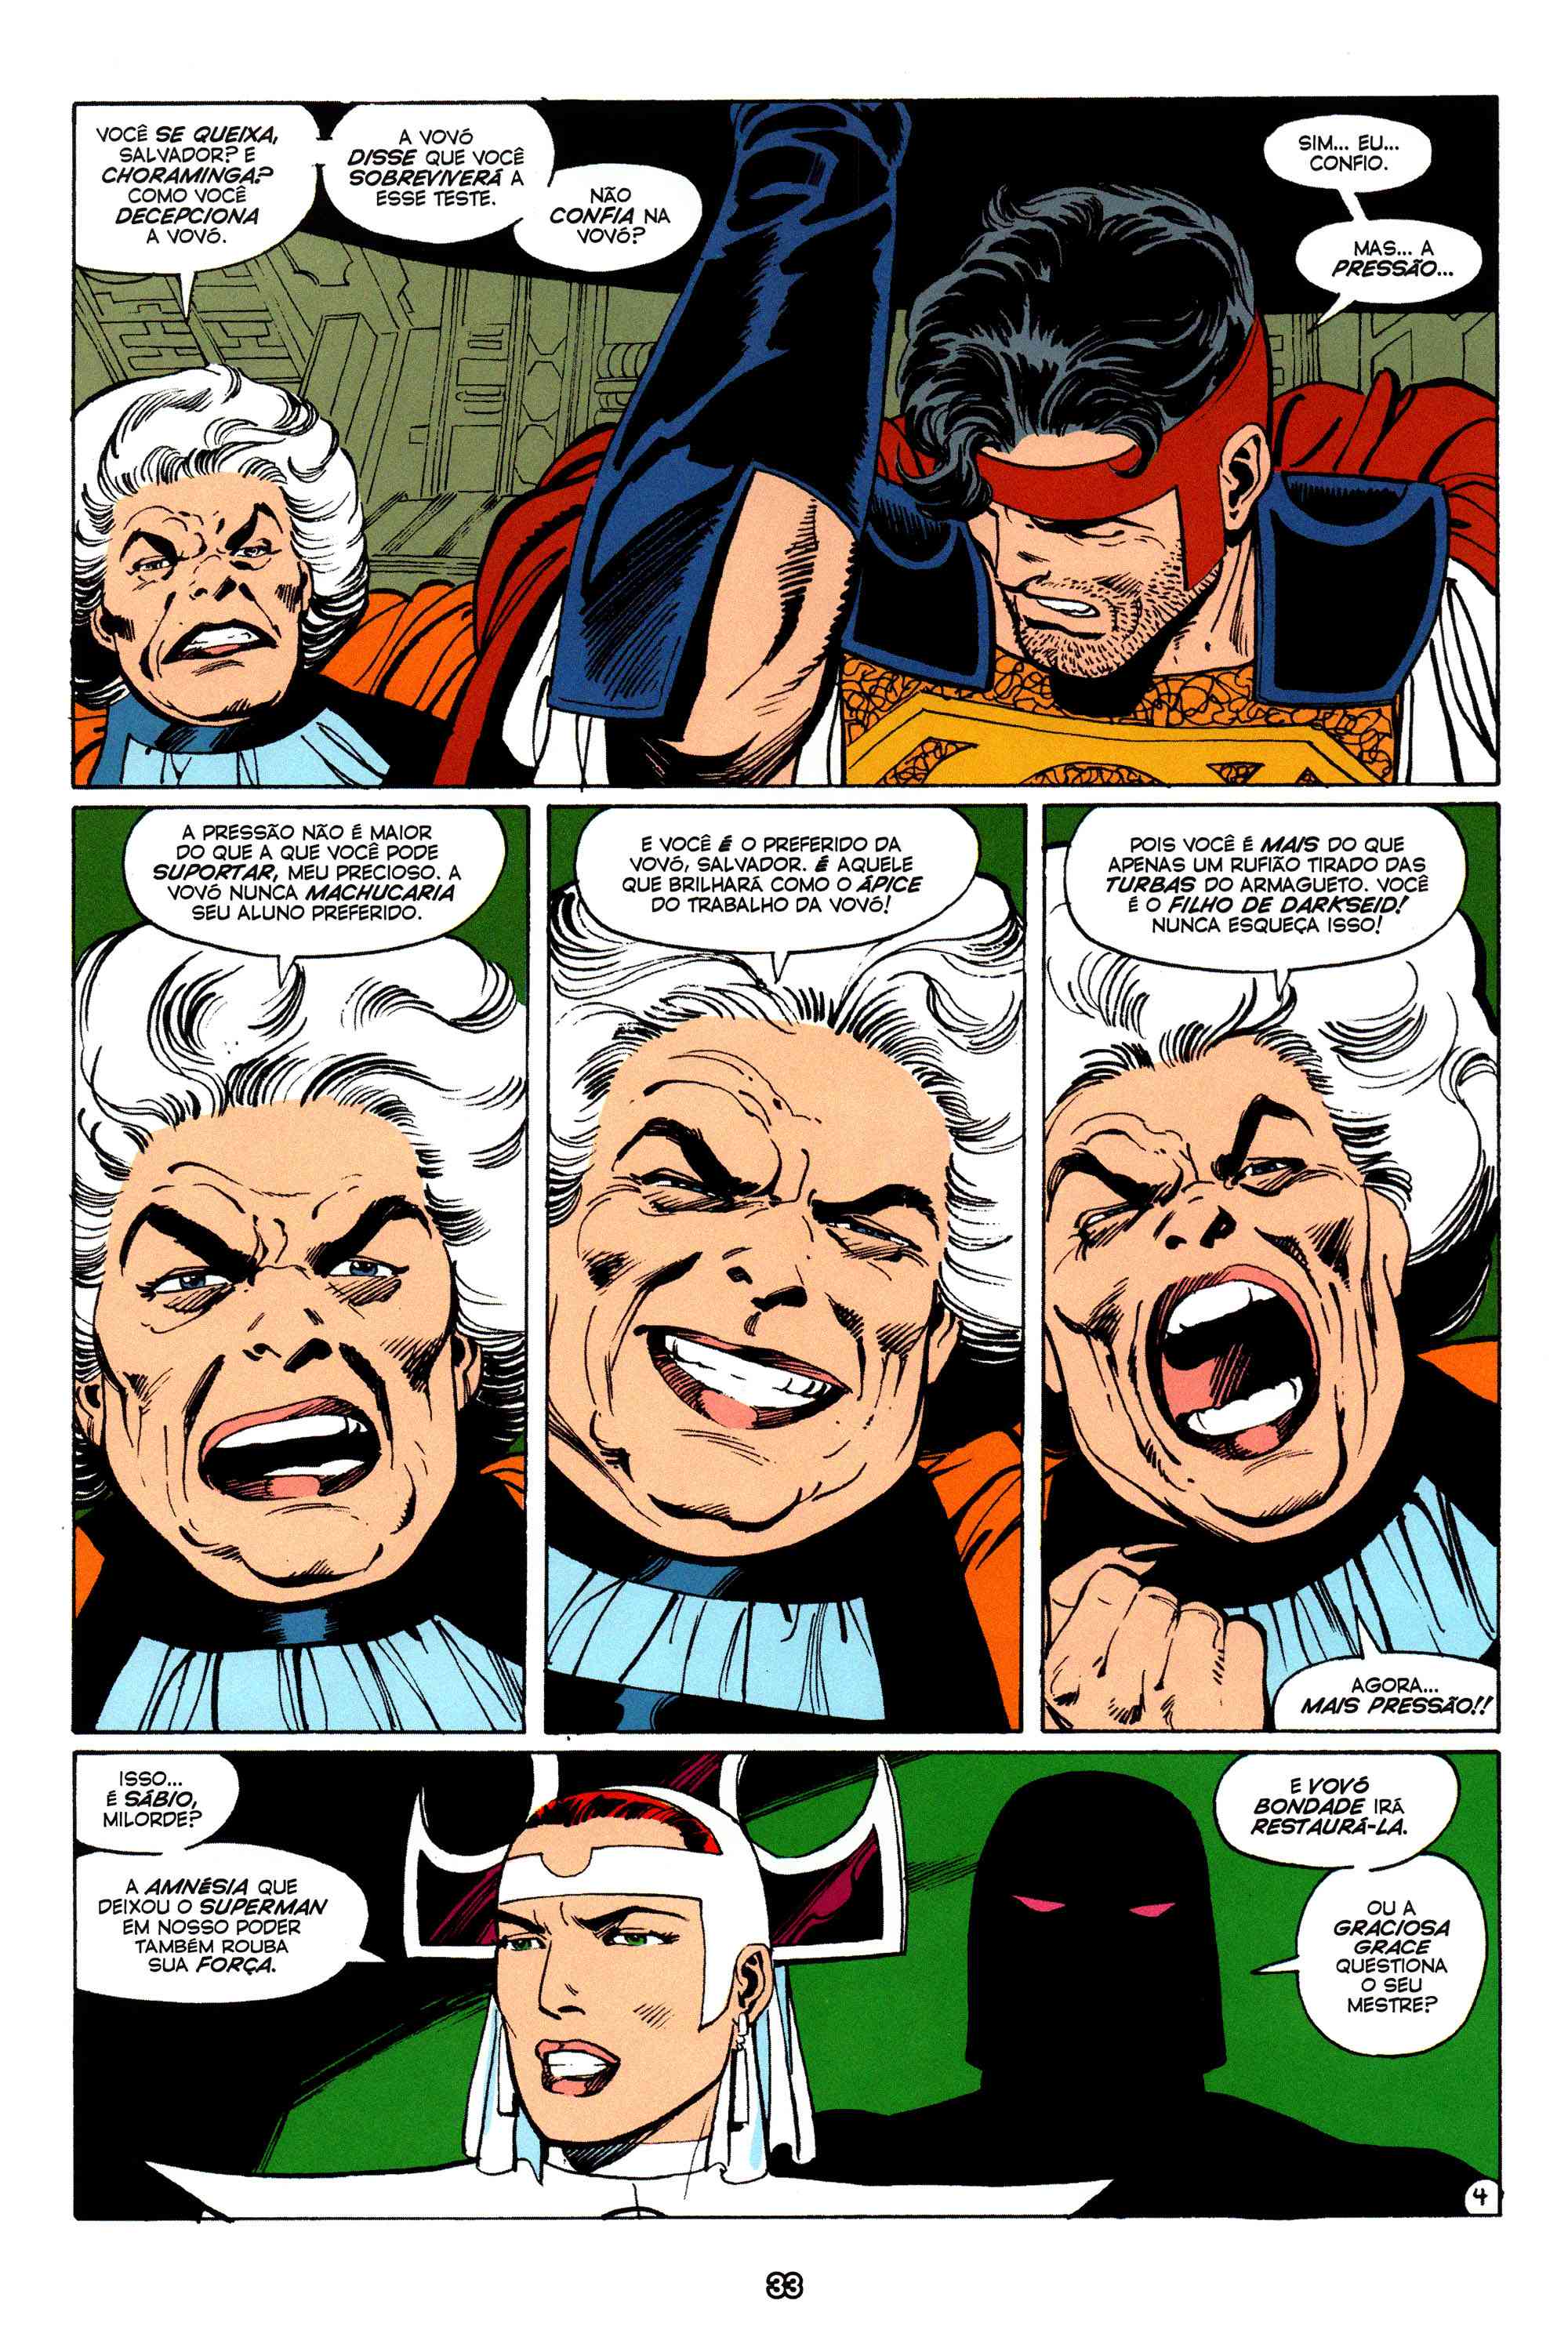 VOCÊ SE QUEIXA,
SALVADOR? E
CHORAMINGA?
COMO VOCÊ
DECEPCIONA
A VOVÓ.
A VOVÓ
DISSE QUE VOCÊ
SOBREVIVERÁ A
ESSE TESTE.
NÃO
CONFIA NA
VOVÓ?
SIM... EU...
CONFIO.
MAS... A
PRESSÃO...
A PRESSÃO NÃO É MAIOR
DO QUE A QUE VOCÊ PODE
SUPORTAR, MEU PRECIOSO. A
VOVÓ NUNCA MACHUCARIA
SEU ALUNO PREFERIDO.
E VOCÊ É O PREFERIDO DA
VOVÓ, SALVADOR. É AQUELE
QUE BRILHARÁ COMO O ÁPICE
DO TRABALHO DA VOVÓ!
POIS VOCÊ É MAIS DO QUE
APENAS UM RUFIÃO TIRADO DAS
TURBAS DO ARMAGUETO. VOCÊ
É O FILHO DE DARKSEID!
NUNCA ESQUEÇA ISSO!
AGORA...
MAIS PRESSÃO!!
ISSO...
É SÁBIO,
MILORDE?
A AMNÉSIA QUE
DEIXOU O SUPERMAN
EM NOSSO PODER
TAMBÉM ROUBA
SUA FORÇA.
E VOVÓ
BONDADE IRÁ
RESTAURÁ-LA.
OU A
GRACIOSA
GRACE
QUESTIONA
O SEU
MESTRE?
4
33